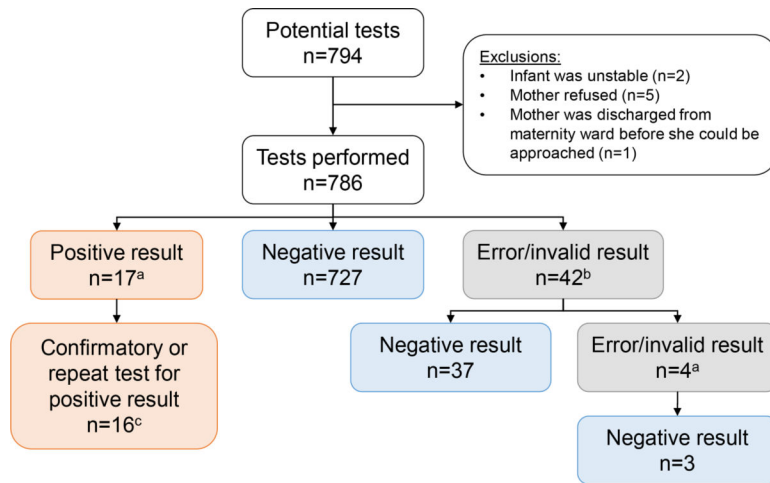 Potential tests
n=794
Exclusions:
• Infant was unstable (n=2)
• Mother refused (n=5)
• Mother was discharged from
maternity ward before she could be
approached (n=1)
Tests performed
n=786
Positive result
n=17ᵃ
Negative result
n=727
Error/invalid result
n=42ᵇ
Confirmatory or
repeat test for
positive result
n=16ᶜ
Negative result
n=37
Error/invalid result
n=4ᵃ
Negative result
n=3